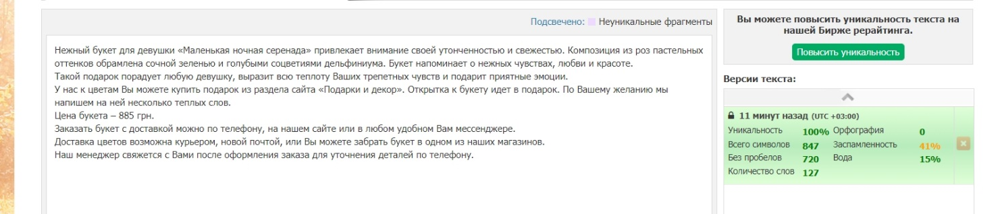 Подсвечено: Неуникальные фрагменты
Нежный букет для девушки «Маленькая ночная серенада» привлекает внимание своей утонченностью и свежестью. Композиция из роз пастельных
оттенков обрамлена сочной зеленью и голубыми соцветиями дельфиниума. Букет напоминает о нежных чувствах, любви и красоте.
Такой подарок порадует любую девушку, выразит всю теплоту Ваших трепетных чувств и подарит приятные эмоции.
У нас к цветам Вы можете купить подарок из раздела сайта «Подарки и декор». Открытка к букету идет в подарок. По Вашему желанию мы
напишем на ней несколько теплых слов.
Цена букета – 885 грн.
Заказать букет с доставкой можно по телефону, на нашем сайте или в любом удобном Вам мессенджере.
Доставка цветов возможна курьером, новой почтой, или Вы можете забрать букет в одном из наших магазинов.
Наш менеджер свяжется с Вами после оформления заказа для уточнения деталей по телефону.
Вы можете повысить уникальность текста на
нашей Бирже рерайтинга.
Повысить уникальность
Версии текста:
11 минут назад (UTC +03:00)
Уникальность 100% Орфография 0
Всего символов 847 Заспамленность 41%
Без пробелов 720 Вода 15%
Количество слов 127